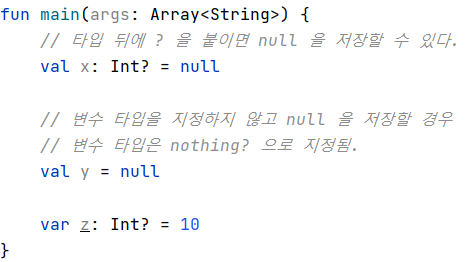 fun main(args: Array<String>) {
    // 타입 뒤에 ? 을 붙이면 null 을 저장할 수 있다.
    val x: Int? = null

    // 변수 타입을 지정하지 않고 null 을 저장할 경우
    // 변수 타입은 nothing? 으로 지정됨.
    val y = null

    var z: Int? = 10
}